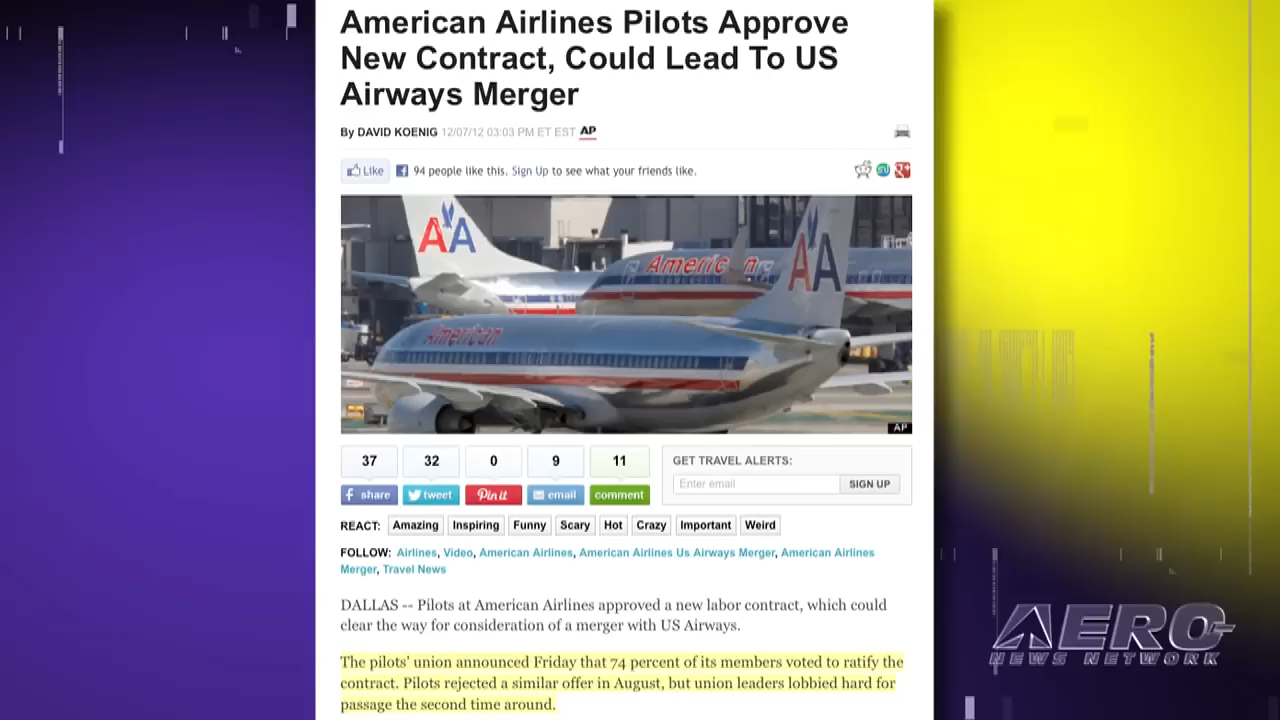 American Airlines Pilots Approve
New Contract, Could Lead To US
Airways Merger
By DAVID KOENIG 12/07/12 03:03 PM ET EST AP
Like 94 people like this. Sign Up to see what your friends like.
AA
AA
American
American
AP
37 32 0 9 11
share tweet Pin it email comment
GET TRAVEL ALERTS:
Enter email SIGN UP
REACT: Amazing Inspiring Funny Scary Hot Crazy Important Weird
FOLLOW: Airlines, Video, American Airlines, American Airlines Us Airways Merger, American Airlines
Merger, Travel News
DALLAS -- Pilots at American Airlines approved a new labor contract, which could
clear the way for consideration of a merger with US Airways.
The pilots' union announced Friday that 74 percent of its members voted to ratify the
contract. Pilots rejected a similar offer in August, but union leaders lobbied hard for
passage the second time around.
AERO-
NEWS NETWORK